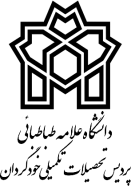 دانشگاه علامه طباطبائی
پردیس تحصیلات تکمیلی خودگردان